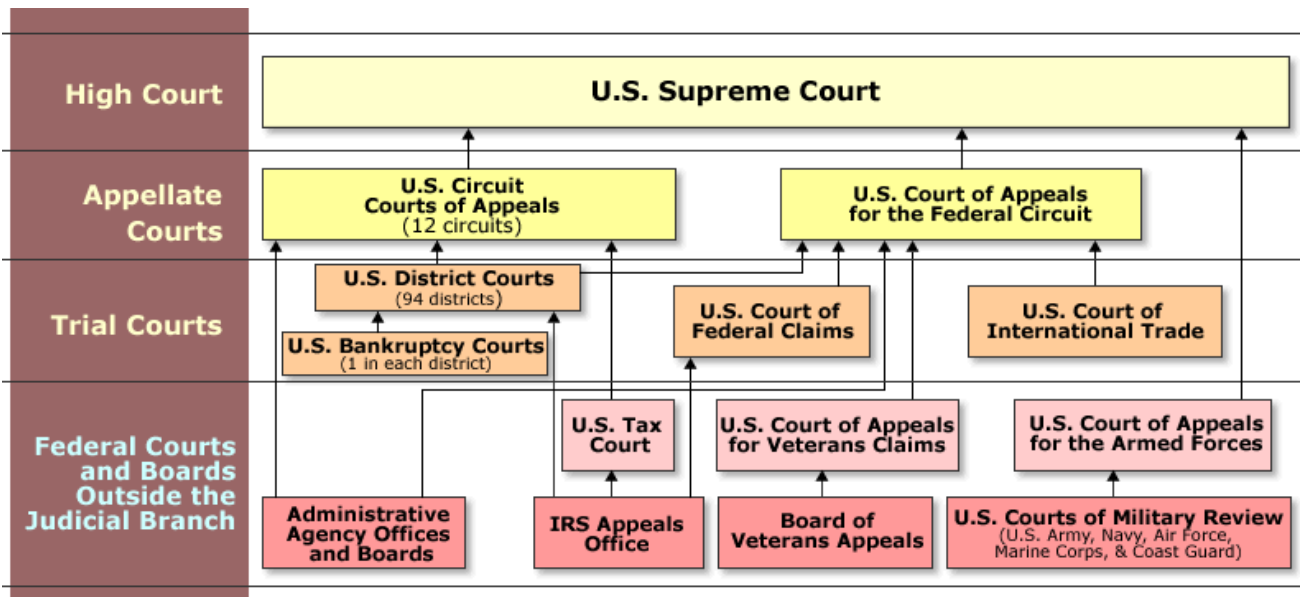 High Court
U.S. Supreme Court
Appellate
Courts
U.S. Circuit
Courts of Appeals
(12 circuits)
U.S. Court of Appeals
for the Federal Circuit
Trial Courts
U.S. District Courts
(94 districts)
U.S. Bankruptcy Courts
(1 in each district)
U.S. Court of
Federal Claims
U.S. Court of
International Trade
Federal Courts
and Boards
Outside the
Judicial Branch
U.S. Tax
Court
U.S. Court of Appeals
for Veterans Claims
U.S. Court of Appeals
for the Armed Forces
Administrative
Agency Offices
and Boards
IRS Appeals
Office
Board of
Veterans Appeals
U.S. Courts of Military Review
(U.S. Army, Navy, Air Force,
Marine Corps, & Coast Guard)